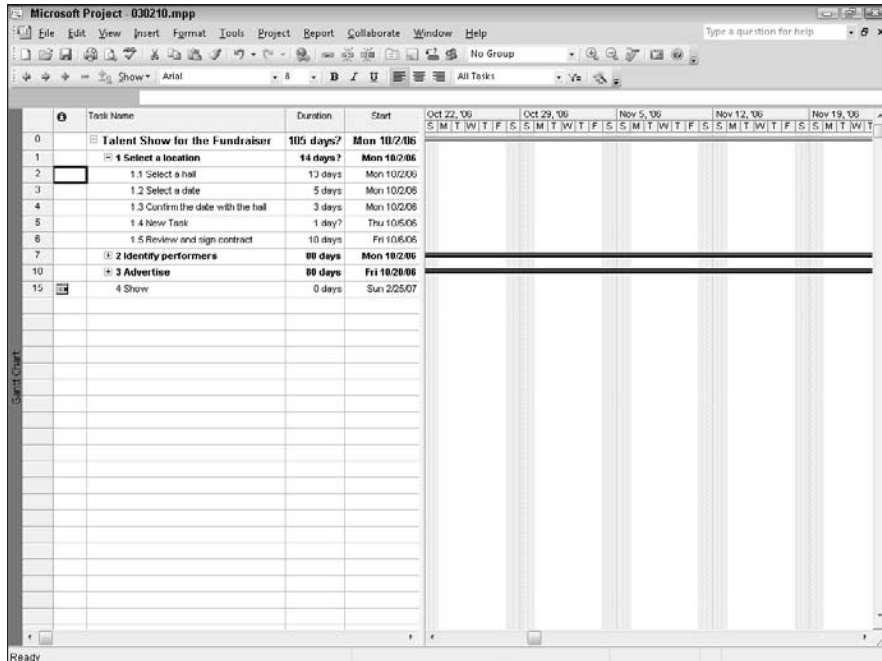 Microsoft Project - 030210.mpp
File Edit View Insert Format Tools Project Report Collaborate Window Help
Type a question for help
No Group
Show Arial 8 B I U All Tasks
Task Name Duration Start Oct 22, '06 Oct 29, '06 Nov 5, '06 Nov 12, '06 Nov 19, '06
S M T W T F S S M T W T F S S M T W T F S S M T W T F S S M T W T
0 Talent Show for the Fundraiser 105 days? Mon 10/2/06
1 1 Select a location 14 days? Mon 10/2/06
2 1.1 Select a hall 13 days Mon 10/2/06
3 1.2 Select a date 5 days Mon 10/2/06
4 1.3 Confirm the date with the hall 3 days Mon 10/2/06
5 1.4 New Task 1 day? Thu 10/5/06
6 1.5 Review and sign contract 10 days Fri 10/6/06
7 2 Identify performers 80 days Mon 10/2/06
10 3 Advertise 80 days Fri 10/20/06
15 4 Show 0 days Sun 2/25/07
Gantt Chart
Ready